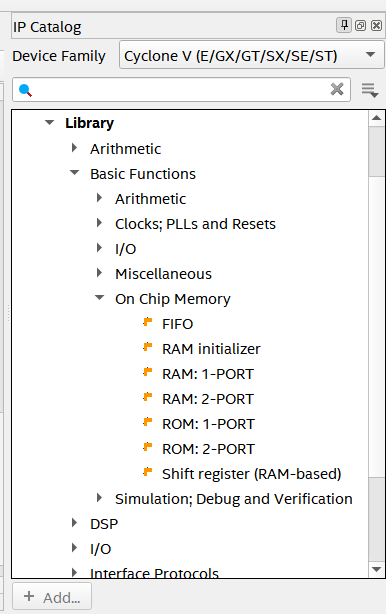 IP Catalog
Device Family Cyclone V (E/GX/GT/SX/SE/ST)
Library
Arithmetic
Basic Functions
Arithmetic
Clocks; PLLs and Resets
I/O
Miscellaneous
On Chip Memory
FIFO
RAM initializer
RAM: 1-PORT
RAM: 2-PORT
ROM: 1-PORT
ROM: 2-PORT
Shift register (RAM-based)
Simulation; Debug and Verification
DSP
I/O
Interface Protocols
+ Add...